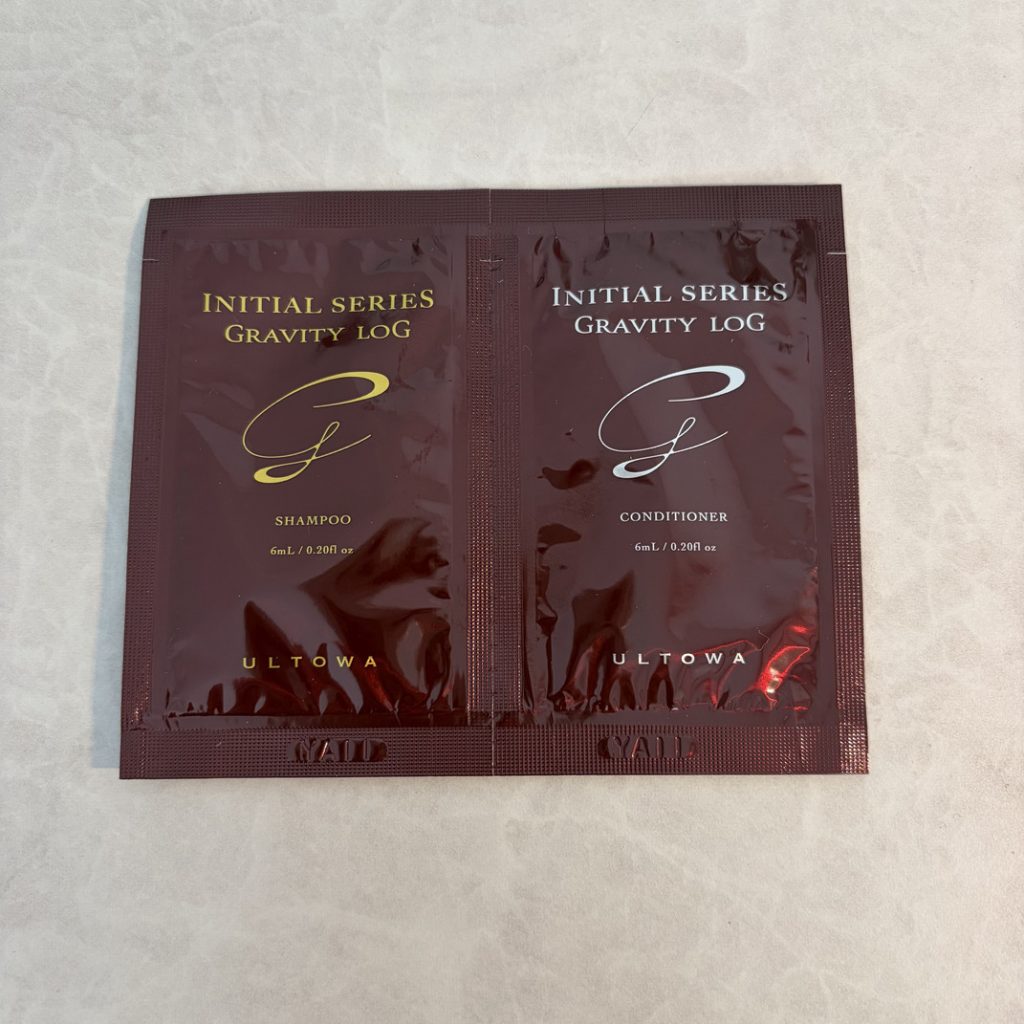 INITIAL SERIES
GRAVITY LOG
G
SHAMPOO
6mL / 0.20fl oz
ULTOWA
INITIAL SERIES
GRAVITY LOG
G
CONDITIONER
6mL / 0.20fl oz
ULTOWA